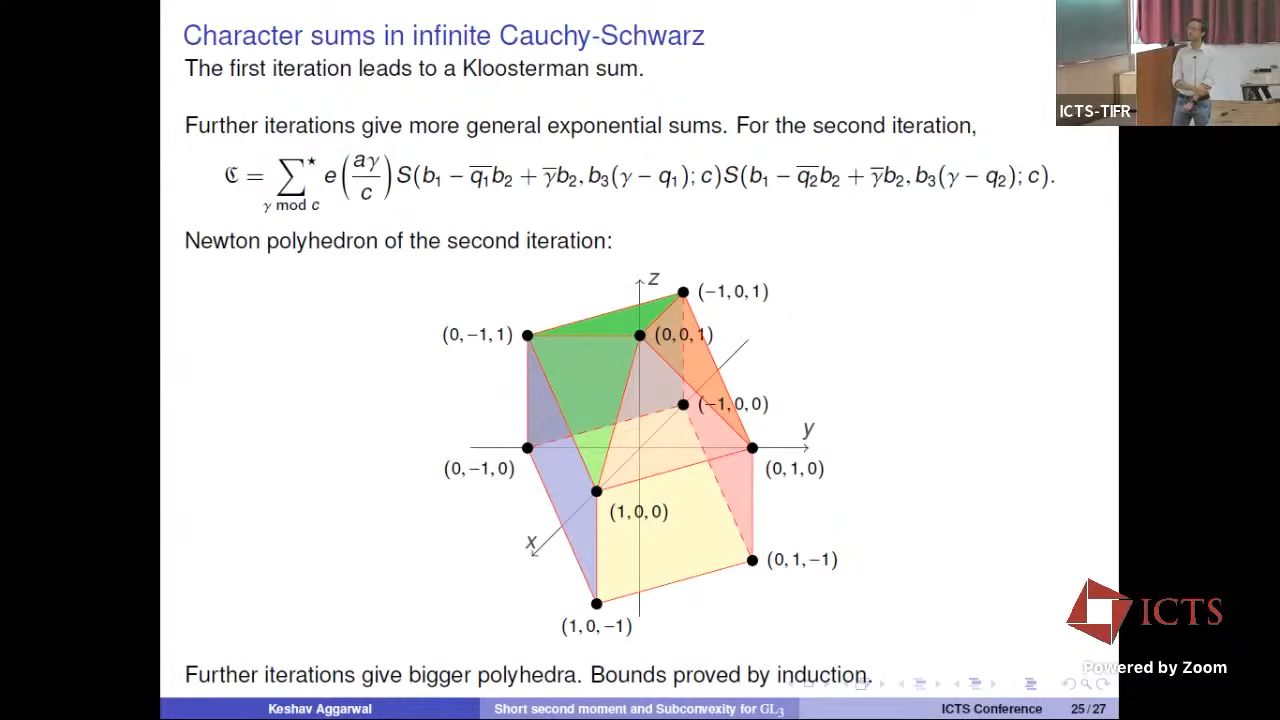 Character sums in infinite Cauchy-Schwarz
The first iteration leads to a Kloosterman sum.
ICTS-TIFR
Further iterations give more general exponential sums. For the second iteration,
ℭ = ∑*_{γ mod c} e(aγ/c) S(b₁ − q̅₁b₂ + γ̅b₂, b₃(γ − q₁); c)S(b₁ − q̅₂b₂ + γ̅b₂, b₃(γ − q₂); c).
Newton polyhedron of the second iteration:
z
(−1, 0, 1)
(0, −1, 1)
(0, 0, 1)
(−1, 0, 0)
y
(0, −1, 0)
(0, 1, 0)
(1, 0, 0)
x
(0, 1, −1)
(1, 0, −1)
ICTS
Powered by Zoom
Further iterations give bigger polyhedra. Bounds proved by induction.
Keshav Aggarwal
Short second moment and Subconvexity for GL₃
ICTS Conference
25 / 27